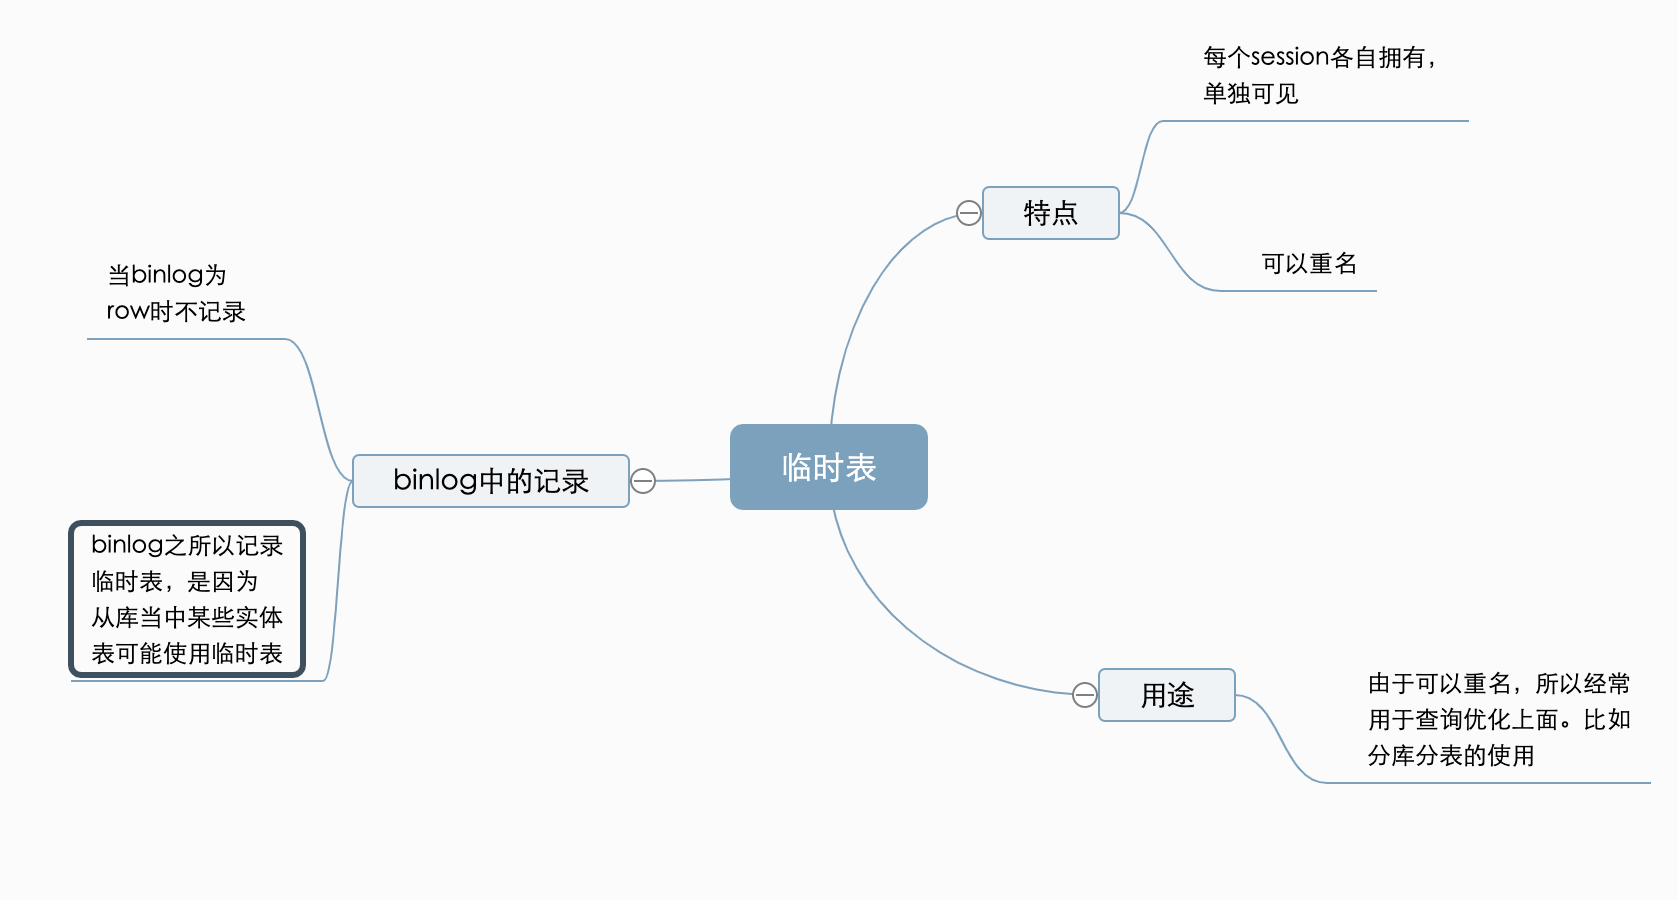 临时表
特点
每个session各自拥有，
单独可见
可以重名
用途
由于可以重名，所以经常
用于查询优化上面。比如
分库分表的使用
binlog中的记录
当binlog为
row时不记录
binlog之所以记录
临时表，是因为
从库当中某些实体
表可能使用临时表